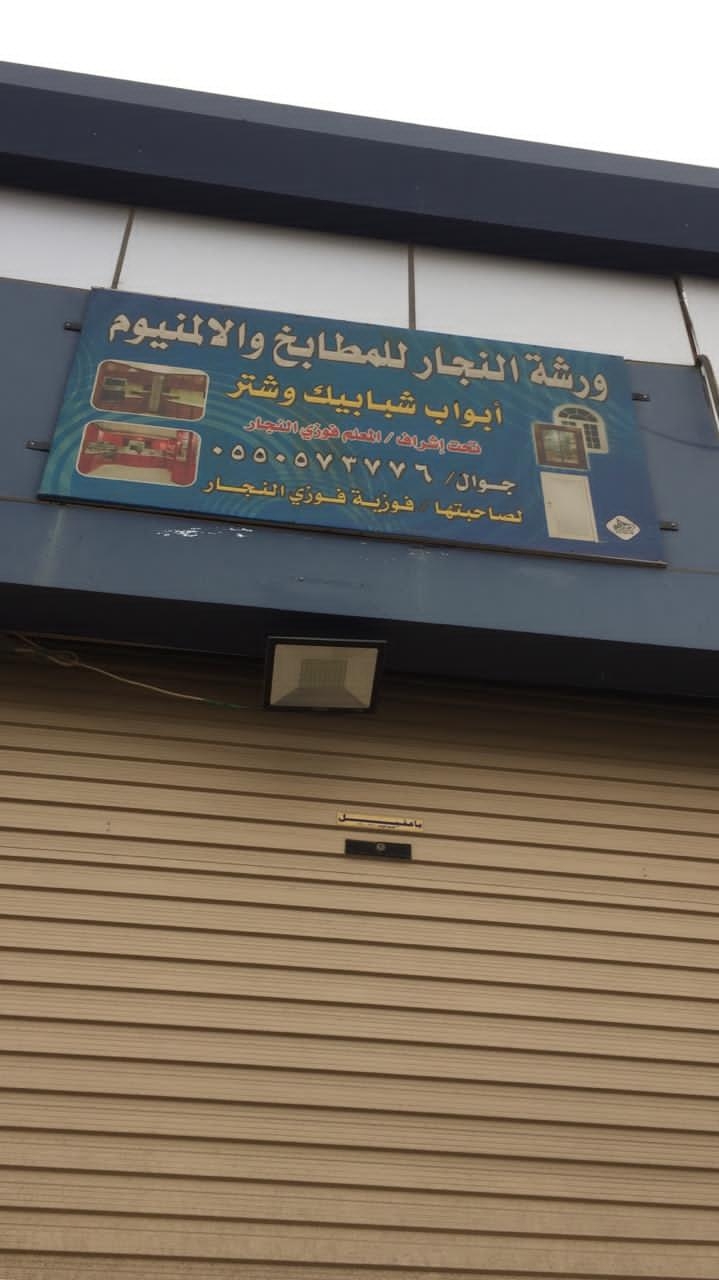 ورشة النجار للمطابخ والالمنيوم
أبواب شبابيك وشتر
تحت إشراف / المعلم فوزي النجار
جوال/ ٠٥٥٠٥٧٣٧٧٦
لصاحبتها / فوزية فوزي النجار